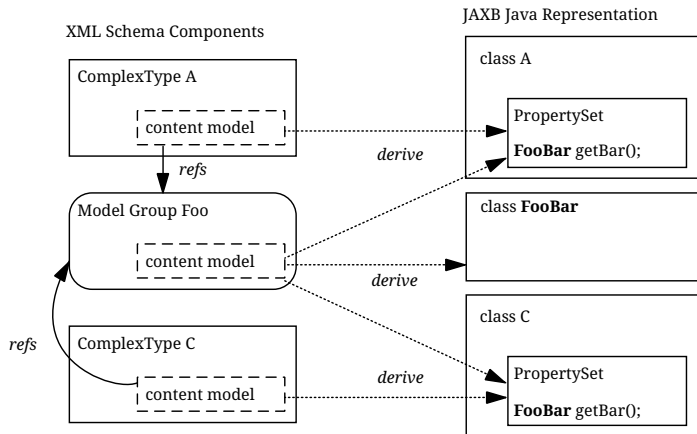 XML Schema Components
JAXB Java Representation
ComplexType A
content model
refs
Model Group Foo
content model
refs
ComplexType C
content model
derive
derive
derive
class A
PropertySet
FooBar getBar();
class FooBar
class C
PropertySet
FooBar getBar();